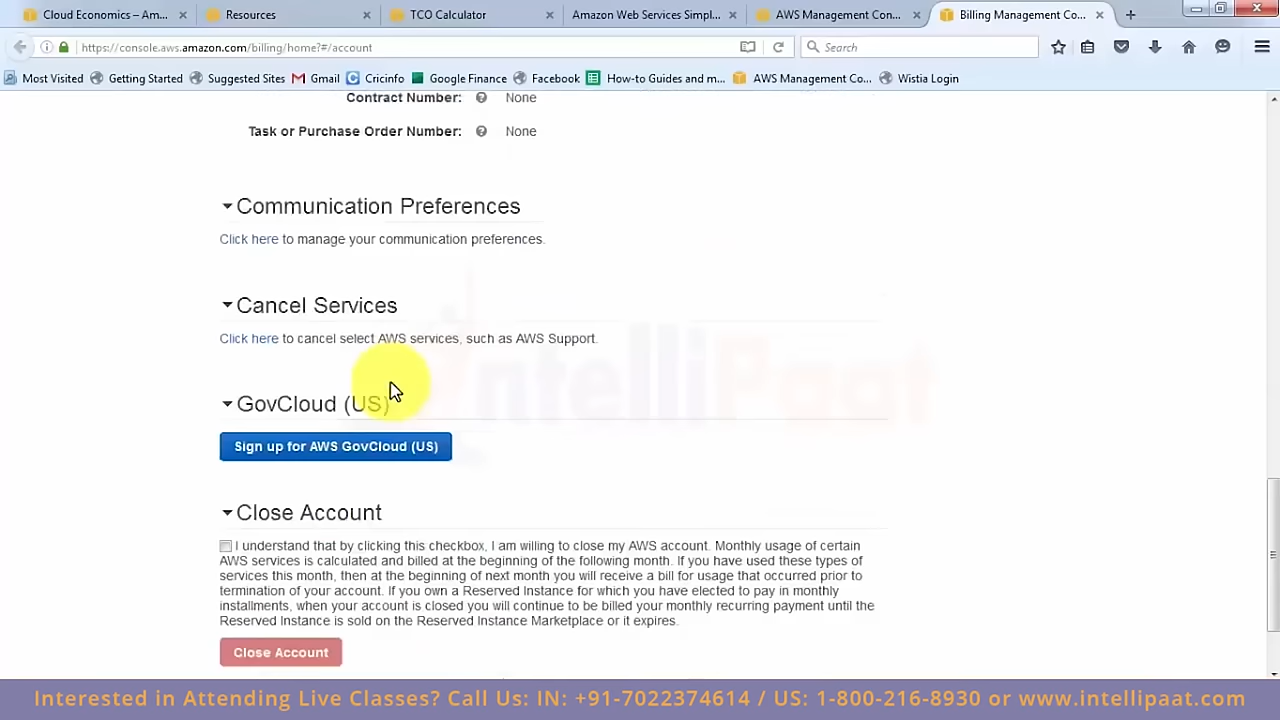 Cloud Economics – Am...
Resources
TCO Calculator
Amazon Web Services Simpl...
AWS Management Con...
Billing Management Co...
https://console.aws.amazon.com/billing/home?#/account
Search
Most Visited
Getting Started
Suggested Sites
Gmail
Cricinfo
Google Finance
Facebook
How-to Guides and m...
AWS Management Co...
Wistia Login
Contract Number: None
Task or Purchase Order Number: None
Communication Preferences
Click here to manage your communication preferences.
Cancel Services
Click here to cancel select AWS services, such as AWS Support.
IntelliPaat
GovCloud (US)
Sign up for AWS GovCloud (US)
Close Account
I understand that by clicking this checkbox, I am willing to close my AWS account. Monthly usage of certain
AWS services is calculated and billed at the beginning of the following month. If you have used these types of
services this month, then at the beginning of next month you will receive a bill for usage that occurred prior to
termination of your account. If you own a Reserved Instance for which you have elected to pay in monthly
installments, when your account is closed you will continue to be billed your monthly recurring payment until the
Reserved Instance is sold on the Reserved Instance Marketplace or it expires.
Close Account
Interested in Attending Live Classes? Call Us: IN: +91-7022374614 / US: 1-800-216-8930 or www.intellipaat.com